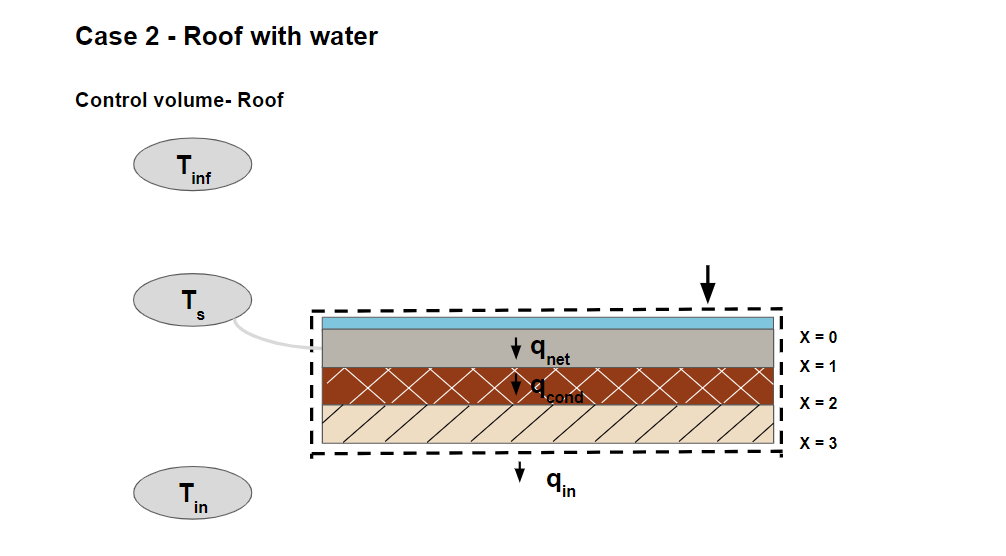 Case 2 - Roof with water
Control volume- Roof
Tinf
Ts
X = 0
qnet
X = 1
qcond
X = 2
X = 3
qin
Tin